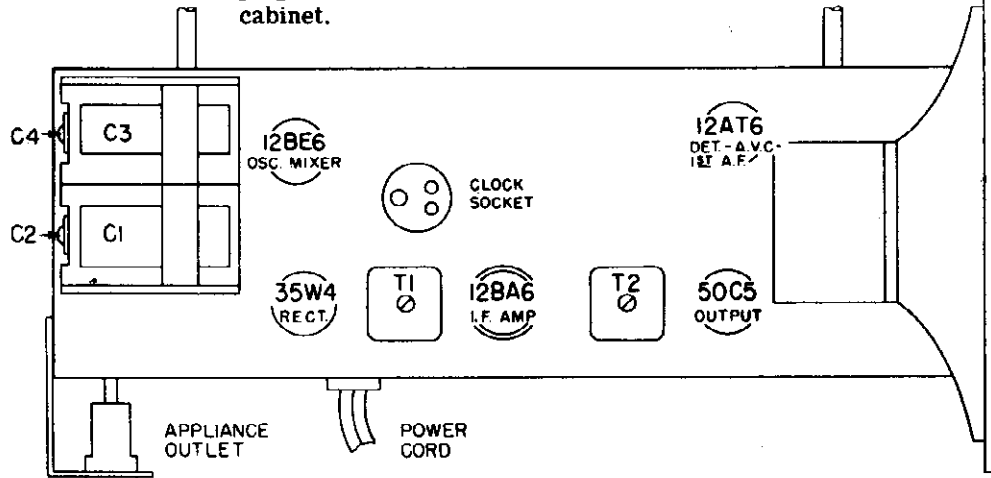 cabinet.
C4
C3
12BE6
OSC. MIXER
12AT6
DET.-A.V.C-
1ST A.F.
CLOCK
SOCKET
C2
C1
35W4
RECT.
T1
12BA6
I.F. AMP
T2
50C5
OUTPUT
APPLIANCE
OUTLET
POWER
CORD